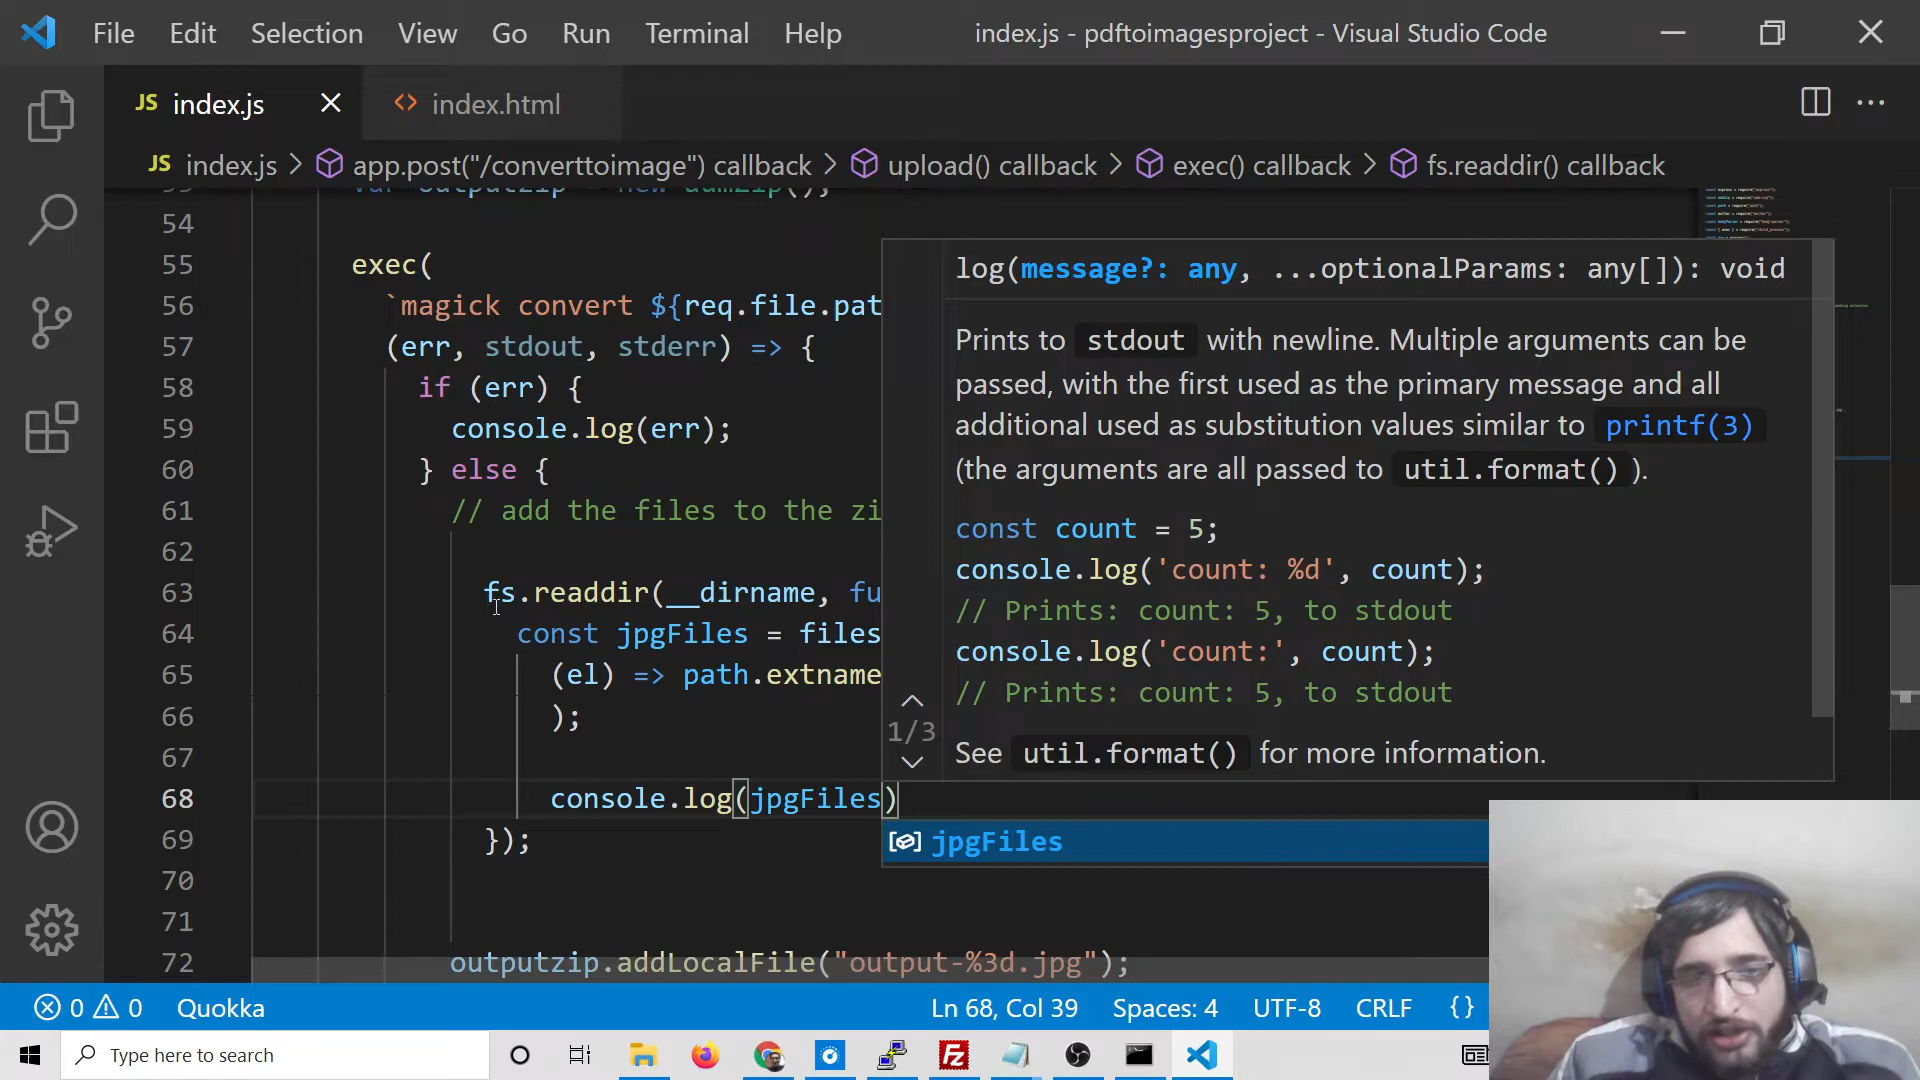 File Edit Selection View Go Run Terminal Help index.js - pdftoimagesproject - Visual Studio Code
JS index.js <> index.html
JS index.js > app.post("/converttoimage") callback > upload() callback > exec() callback > fs.readdir() callback
var outputzip = new admzip();
54
55 exec(
56 `magick convert ${req.file.pat
57 (err, stdout, stderr) => {
58 if (err) {
59 console.log(err);
60 } else {
61 // add the files to the zi
62
63 fs.readdir(__dirname, fu
64 const jpgFiles = files
65 (el) => path.extname
66 );
67
68 console.log(jpgFiles)
69 });
70
71
72 outputzip.addLocalFile("output-%3d.jpg");
log(message?: any, ...optionalParams: any[]): void
Prints to stdout with newline. Multiple arguments can be
passed, with the first used as the primary message and all
additional used as substitution values similar to printf(3)
(the arguments are all passed to util.format() ).
const count = 5;
console.log('count: %d', count);
// Prints: count: 5, to stdout
console.log('count:', count);
// Prints: count: 5, to stdout
1/3
See util.format() for more information.
jpgFiles
0 0 Quokka Ln 68, Col 39 Spaces: 4 UTF-8 CRLF {}
Type here to search